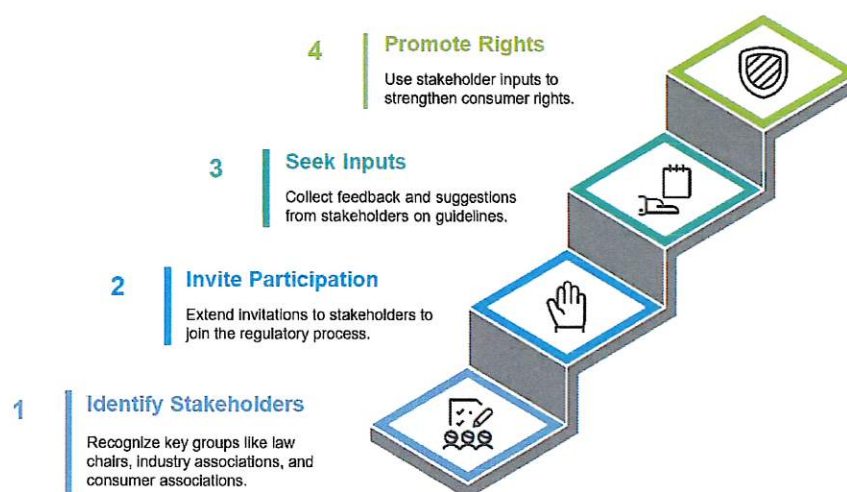 4
Promote Rights
Use stakeholder inputs to
strengthen consumer rights.
3
Seek Inputs
Collect feedback and suggestions
from stakeholders on guidelines.
2
Invite Participation
Extend invitations to stakeholders to
join the regulatory process.
1
Identify Stakeholders
Recognize key groups like law
chairs, industry associations, and
consumer associations.